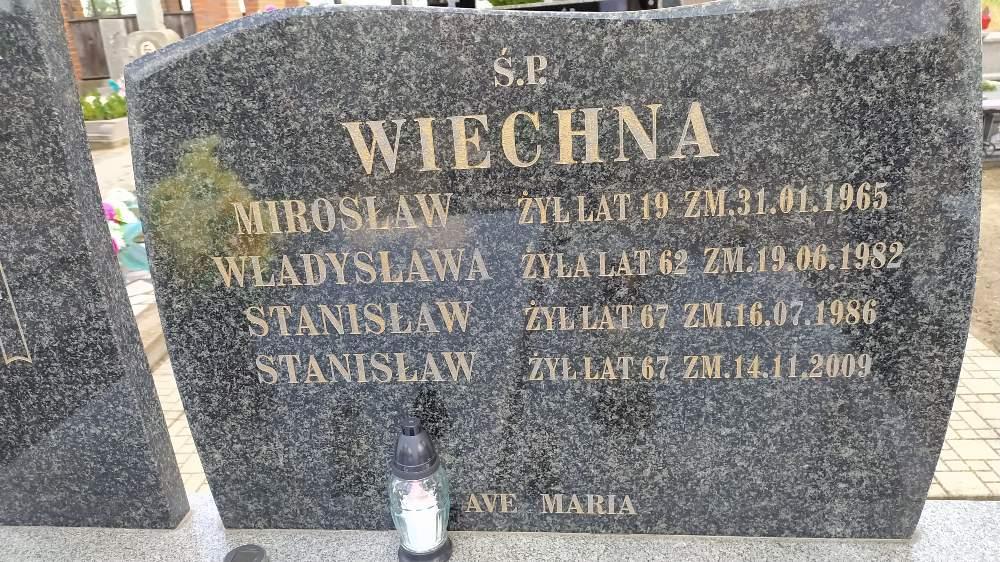 Ś.P.
WIECHNA
MIROSŁAW ŻYŁ LAT 19 ZM.31.01.1965
WŁADYSŁAWA ŻYŁA LAT 62 ZM.19.06.1982
STANISŁAW ŻYŁ LAT 67 ZM.16.07.1986
STANISŁAW ŻYŁ LAT 67 ZM.14.11.2009
AVE MARIA